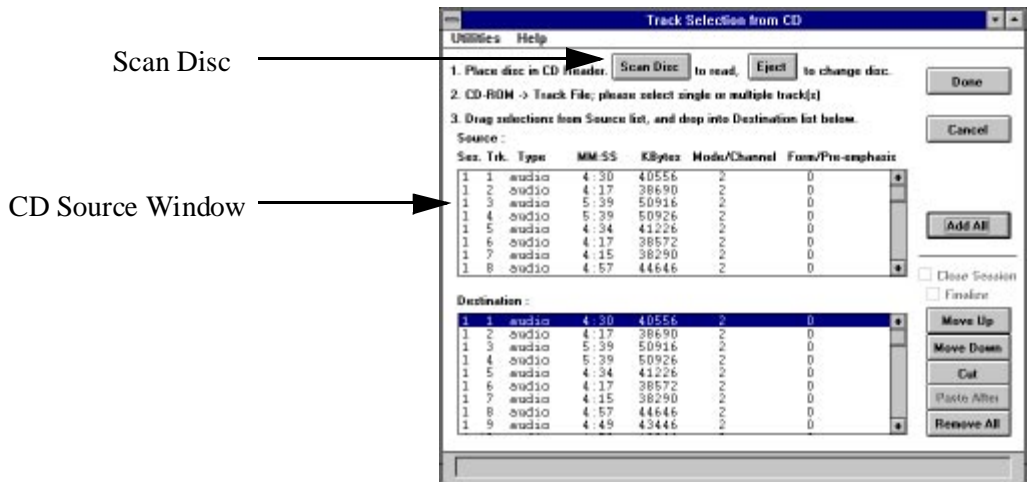 Track Selection from CD
Utilities Help
Scan Disc
1. Place disc in CD Reader. Scan Disc to read, Eject to change disc.
Done
2. CD-ROM -> Track File; please select single or multiple track(s)
3. Drag selections from Source list, and drop into Destination list below.
Cancel
Source :
Ses. Trk. Type MM:SS KBytes Mode/Channel Form/Pre-emphasis
1 1 audio 4:30 40556 2 0
1 2 audio 4:17 38690 2 0
CD Source Window
1 3 audio 5:39 50916 2 0
1 4 audio 5:39 50926 2 0
1 5 audio 4:34 41226 2 0
Add All
1 6 audio 4:17 38572 2 0
1 7 audio 4:15 38290 2 0
1 8 audio 4:57 44646 2 0
Close Session
Finalize
Destination :
1 1 audio 4:30 40556 2 0
Move Up
1 2 audio 4:17 38690 2 0
1 3 audio 5:39 50916 2 0
Move Down
1 4 audio 5:39 50926 2 0
1 5 audio 4:34 41226 2 0
Cut
1 6 audio 4:17 38572 2 0
1 7 audio 4:15 38290 2 0
Paste After
1 8 audio 4:57 44646 2 0
1 9 audio 4:49 43446 2 0
Remove All